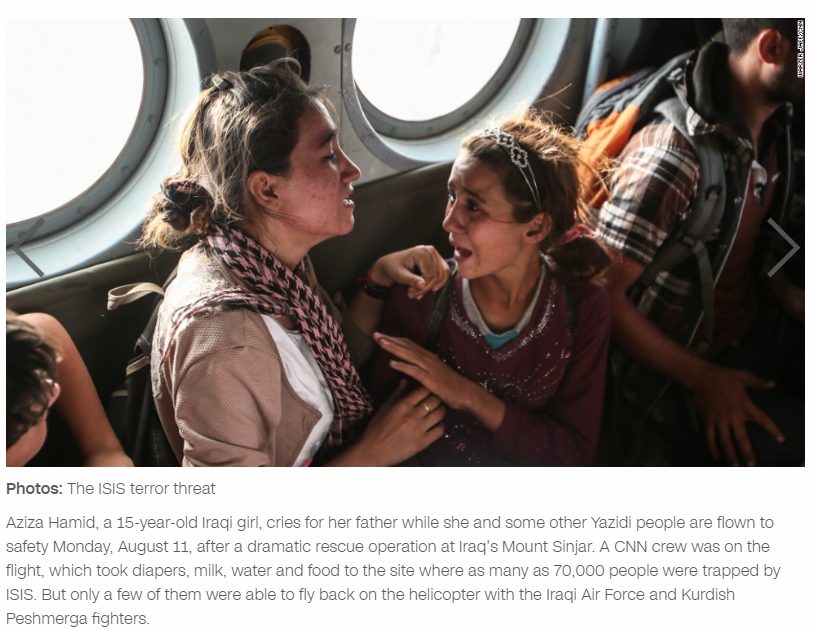 Photos: The ISIS terror threat
Aziza Hamid, a 15-year-old Iraqi girl, cries for her father while she and some other Yazidi people are flown to
safety Monday, August 11, after a dramatic rescue operation at Iraq's Mount Sinjar. A CNN crew was on the
flight, which took diapers, milk, water and food to the site where as many as 70,000 people were trapped by
ISIS. But only a few of them were able to fly back on the helicopter with the Iraqi Air Force and Kurdish
Peshmerga fighters.